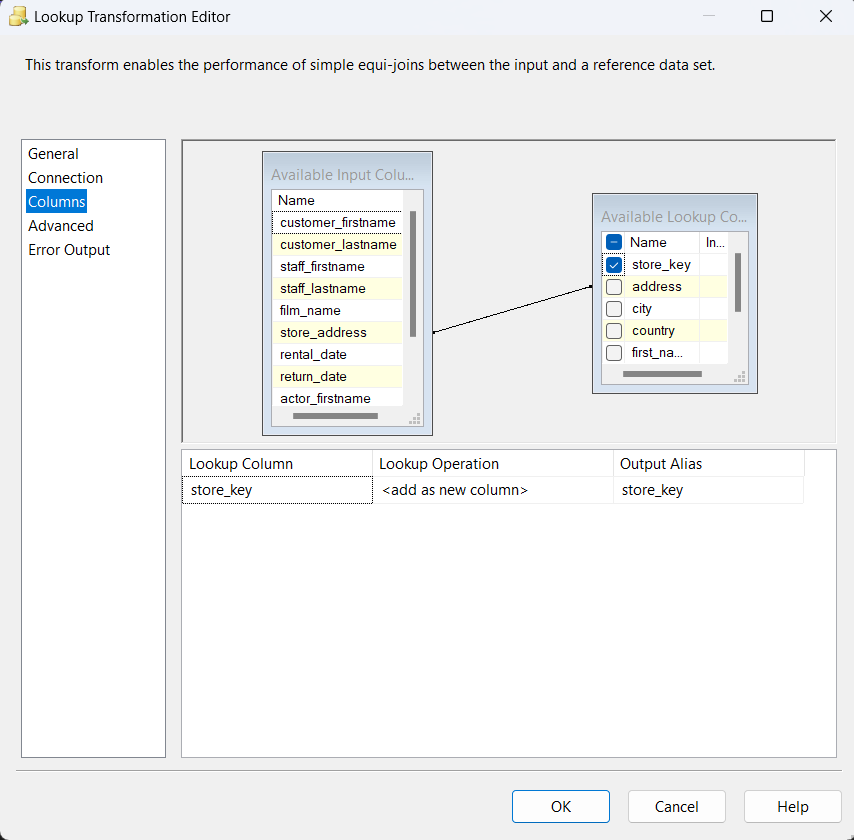 Lookup Transformation Editor
This transform enables the performance of simple equi-joins between the input and a reference data set.
General
Connection
Columns
Advanced
Error Output
Available Input Colu...
Name
customer_firstname
customer_lastname
staff_firstname
staff_lastname
film_name
store_address
rental_date
return_date
actor_firstname
Available Lookup Co...
Name In...
store_key
address
city
country
first_na...
Lookup Column Lookup Operation Output Alias
store_key <add as new column> store_key
OK Cancel Help